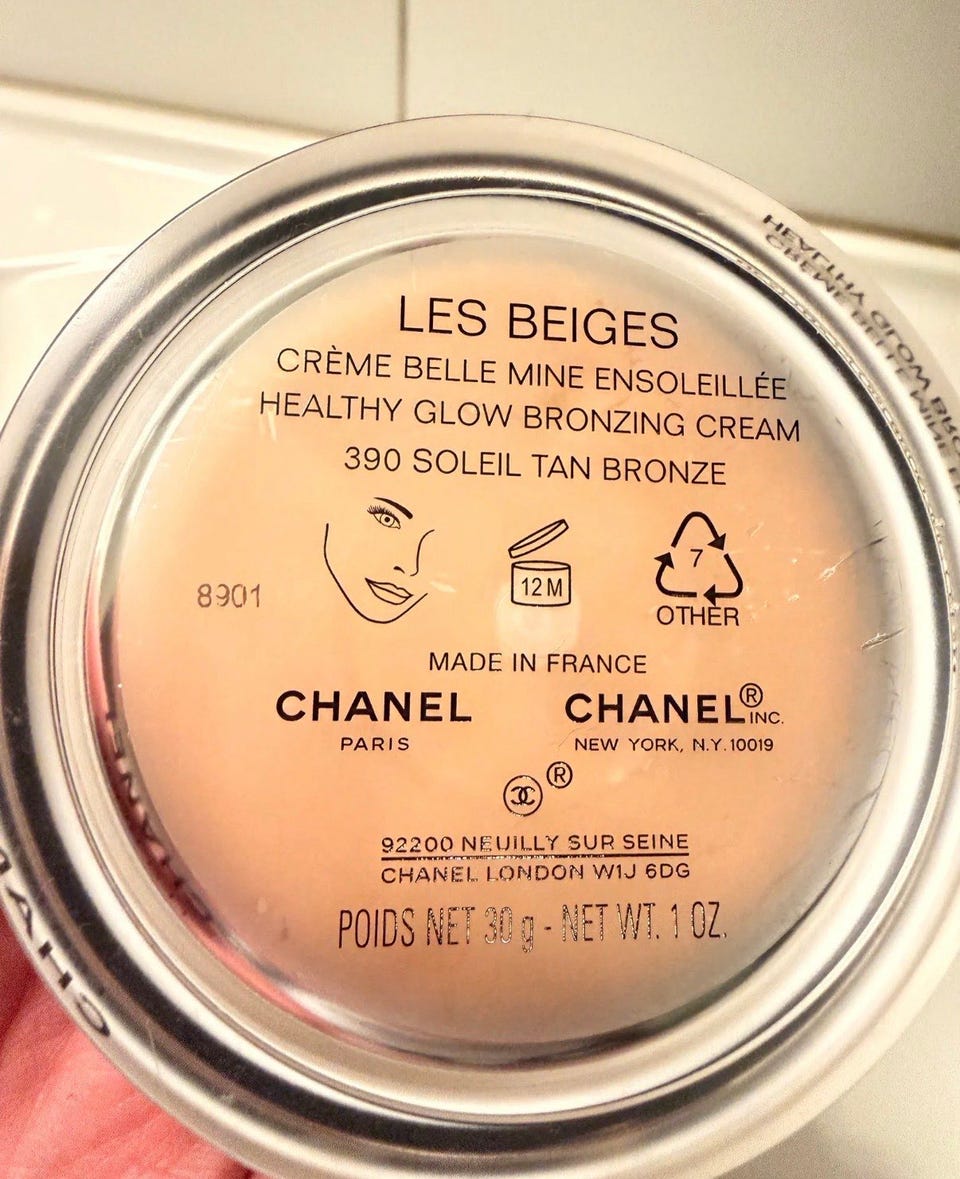 LES BEIGES
CRÈME BELLE MINE ENSOLEILLÉE
HEALTHY GLOW BRONZING CREAM
390 SOLEIL TAN BRONZE
8901
12 M
7
OTHER
MADE IN FRANCE
CHANEL
PARIS
CHANEL® INC.
NEW YORK, N.Y. 10019
®
92200 NEUILLY SUR SEINE
CHANEL LONDON W1J 6DG
POIDS NET 30 g - NET WT. 1 OZ.
CHANEL